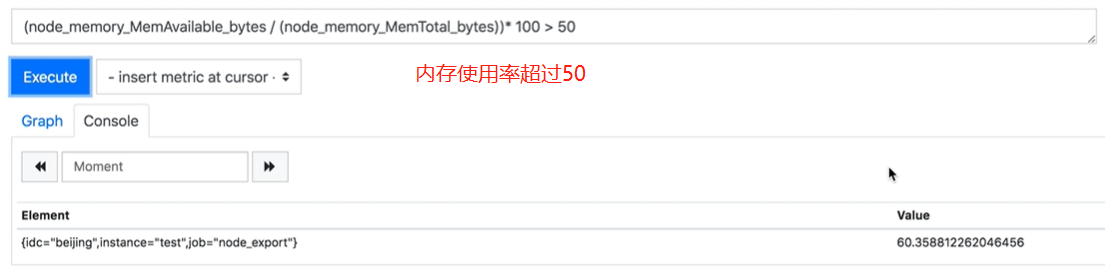 (node_memory_MemAvailable_bytes / (node_memory_MemTotal_bytes))* 100 > 50
Execute
- insert metric at cursor -
内存使用率超过50
Graph
Console
Moment
Element
Value
{idc="beijing",instance="test",job="node_export"}
60.358812262046456